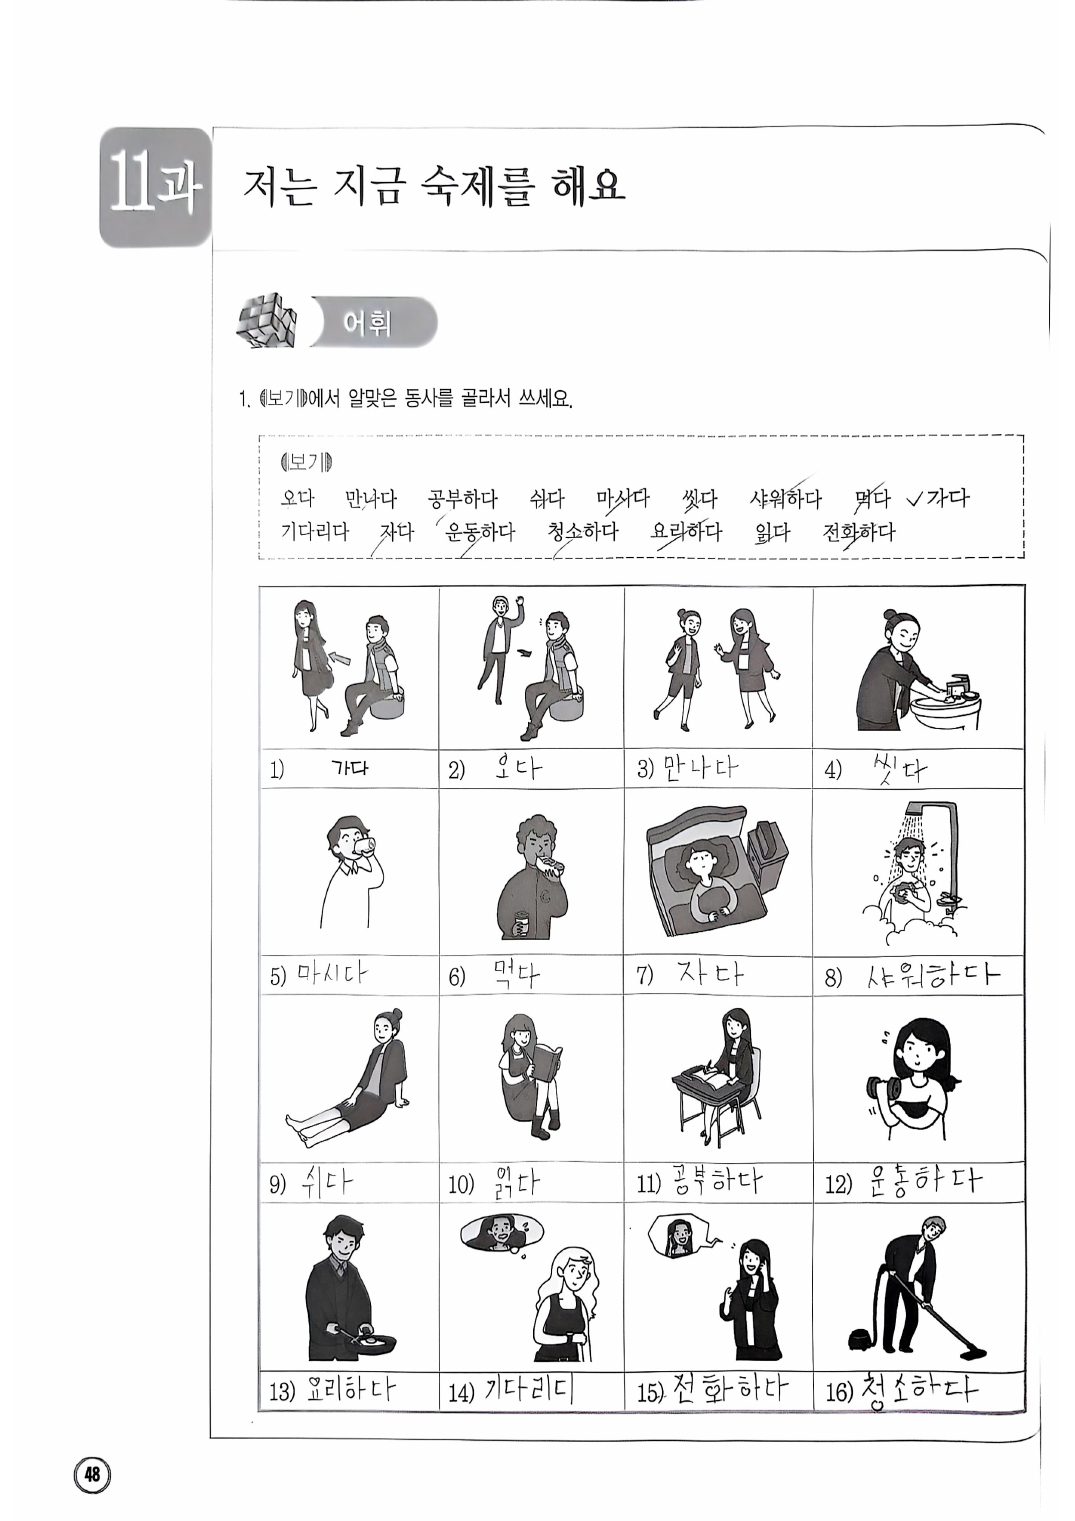 11과 저는 지금 숙제를 해요
어휘
1. 《보기》에서 알맞은 동사를 골라서 쓰세요.
《보기》
오다 만나다 공부하다 쉬다 마시다 씻다 샤워하다 먹다 ✓가다
기다리다 자다 운동하다 청소하다 요리하다 읽다 전화하다
1) 가다 2) 오다 3) 만나다 4) 씻다
5) 마시다 6) 먹다 7) 자다 8) 샤워하다
9) 쉬다 10) 읽다 11) 공부하다 12) 운홍하다
13) 요리하다 14) 기다리디 15) 전화하다 16) 청소하다
48